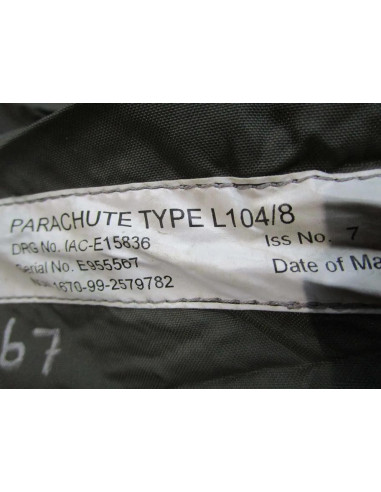 PARACHUTE TYPE L104/8
DRG No. IAC-E15836 Iss No. 7
Serial No. E955567 Date of Ma
1670-99-2579782
67